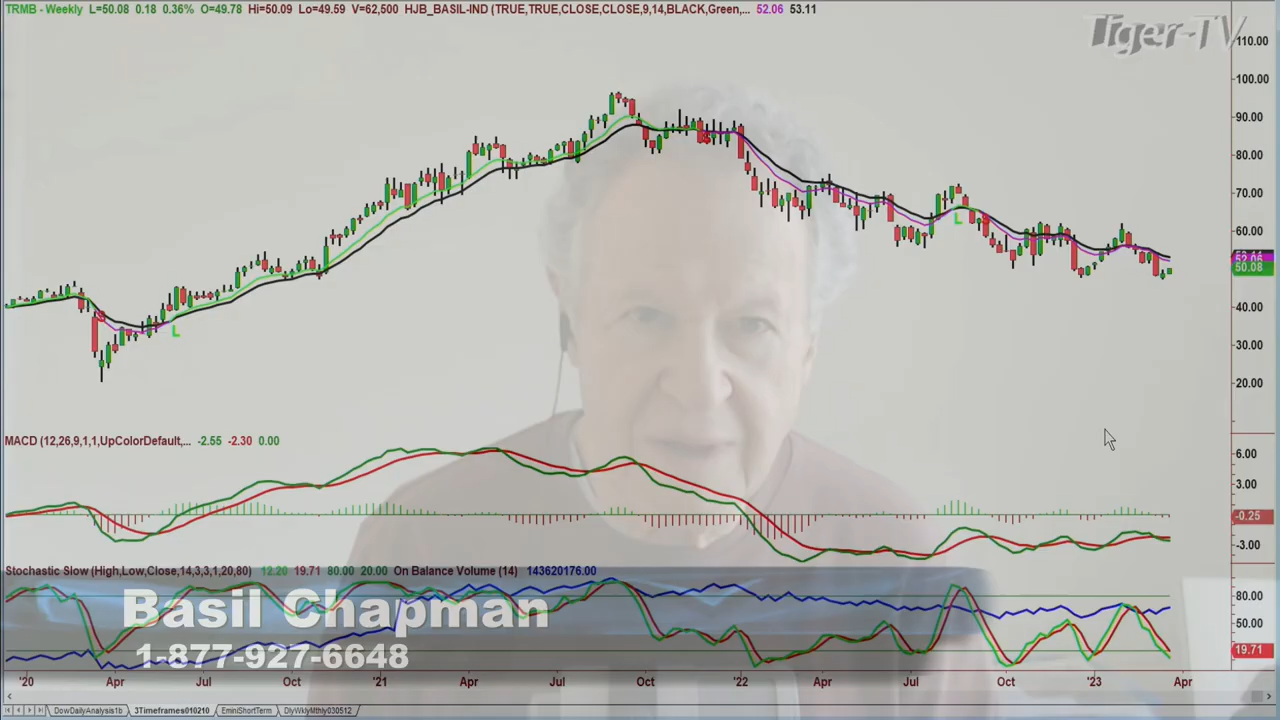 TRMB - Weekly L=50.08 0.18 0.36% O=49.78 Hi=50.09 Lo=49.59 V=62,500 HJB_BASIL-IND (TRUE,TRUE,CLOSE,CLOSE,9,14,BLACK,Green,... 52.06 53.11
Tiger-TV
110.00
100.00
90.00
80.00
70.00
60.00
52.06
50.08
40.00
30.00
20.00
L
L
MACD (12,26,9,1,1,UpColorDefault,... -2.55 -2.30 0.00
6.00
3.00
-0.25
-3.00
Stochastic Slow (High,Low,Close,14,3,3,1,20,80) 12.20 19.71 80.00 20.00 On Balance Volume (14) 143620176.00
80.00
50.00
19.71
Basil Chapman
1-877-927-6648
'20 Apr Jul Oct '21 Apr Jul Oct '22 Apr Jul Oct '23 Apr
DowDailyAnalysis1b 3Timeframes010210 EminiShortTerm DlyWklyMthly030512